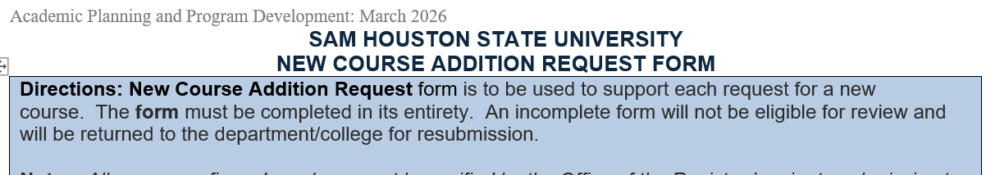 Academic Planning and Program Development: March 2026
SAM HOUSTON STATE UNIVERSITY
NEW COURSE ADDITION REQUEST FORM
Directions: New Course Addition Request form is to be used to support each request for a new
course.  The form must be completed in its entirety.  An incomplete form will not be eligible for review and
will be returned to the department/college for resubmission.